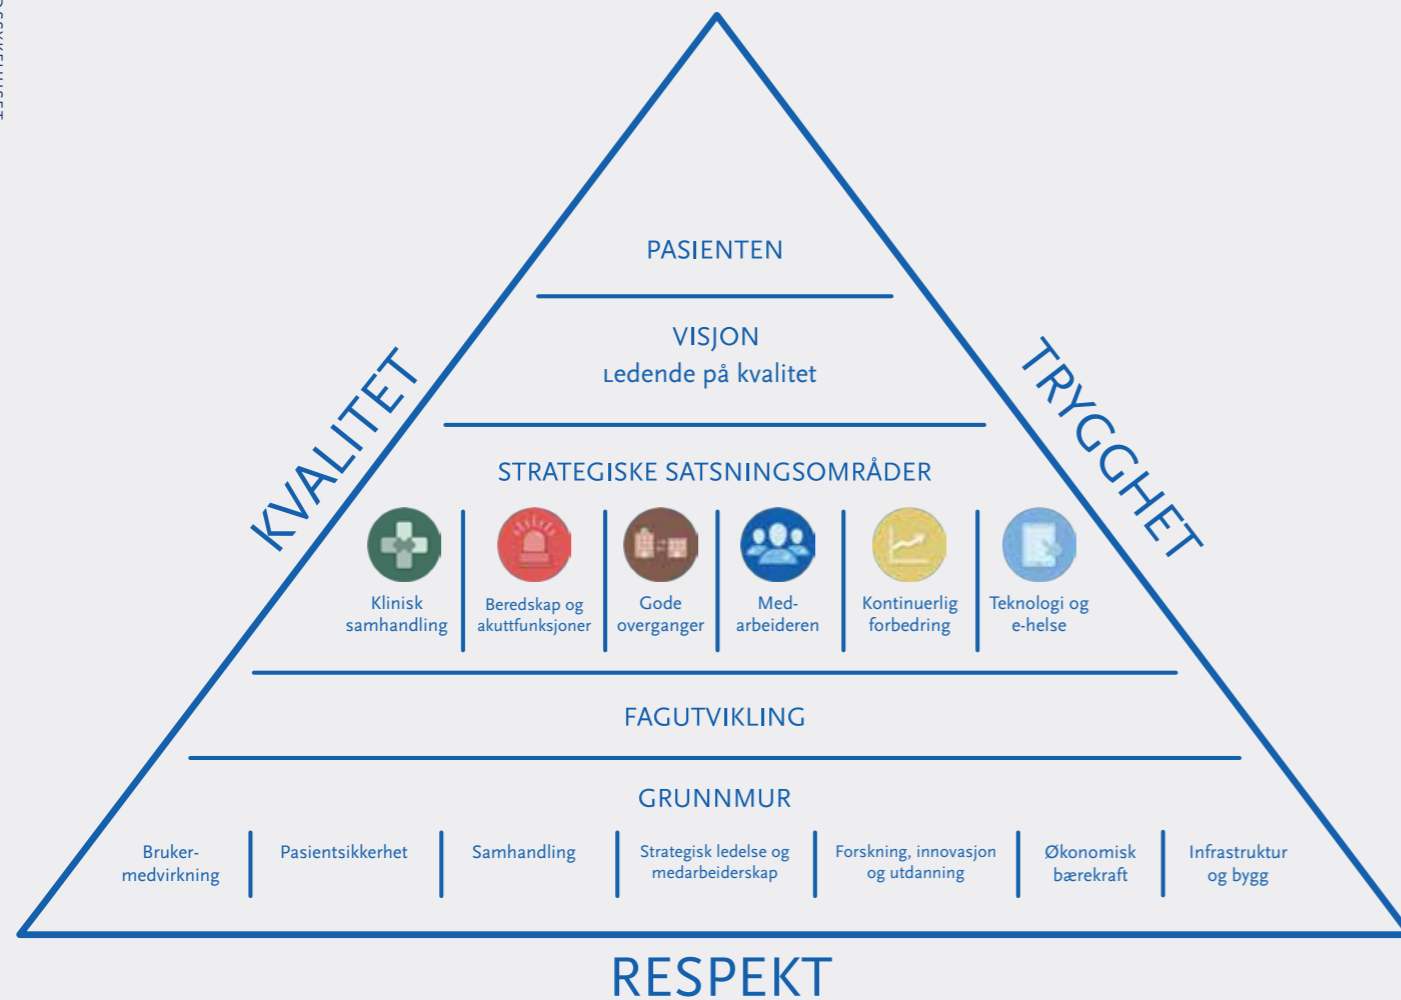 PASIENTEN
VISJON
Ledende på kvalitet
KVALITET
TRYGGHET
STRATEGISKE SATSNINGSOMRÅDER
Klinisk
samhandling
Beredskap og
akuttfunksjoner
Gode
overganger
Med-
arbeideren
Kontinuerlig
forbedring
Teknologi og
e-helse
FAGUTVIKLING
GRUNNMUR
Bruker-
medvirkning
Pasientsikkerhet
Samhandling
Strategisk ledelse og
medarbeiderskap
Forskning, innovasjon
og utdanning
Økonomisk
bærekraft
Infrastruktur
og bygg
RESPEKT